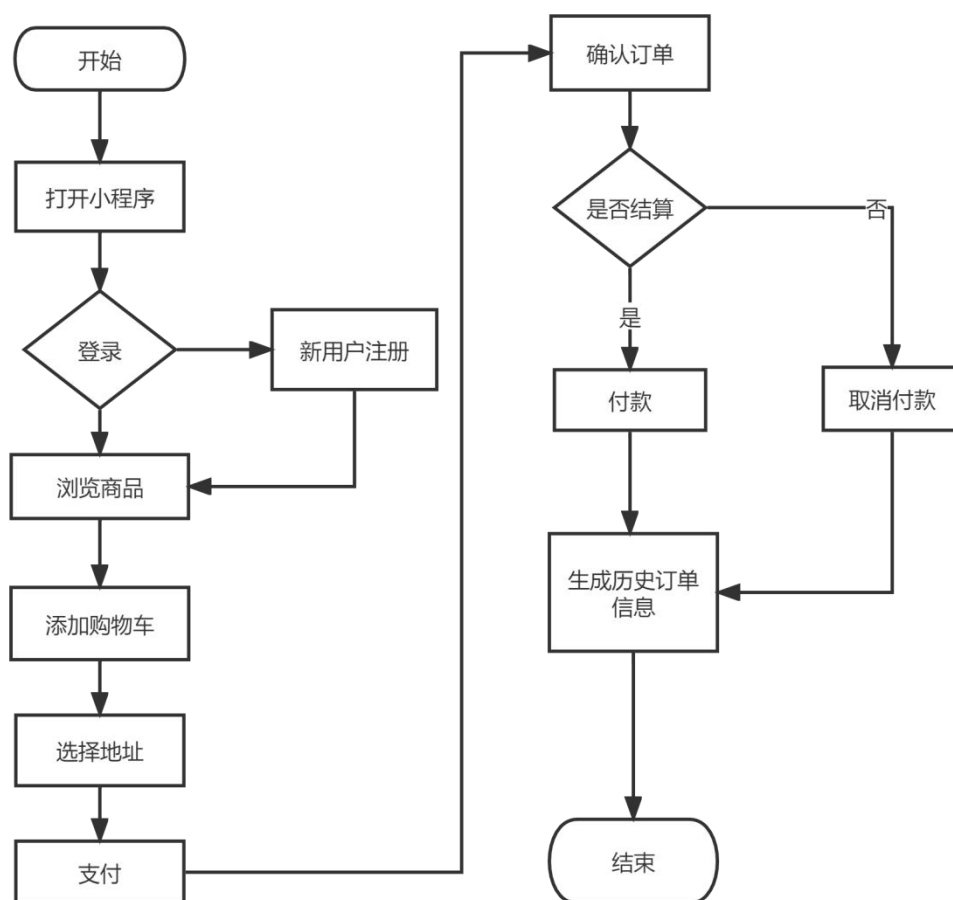 开始
打开小程序
登录
新用户注册
浏览商品
添加购物车
选择地址
支付
确认订单
是否结算
否
是
付款
取消付款
生成历史订单
信息
结束